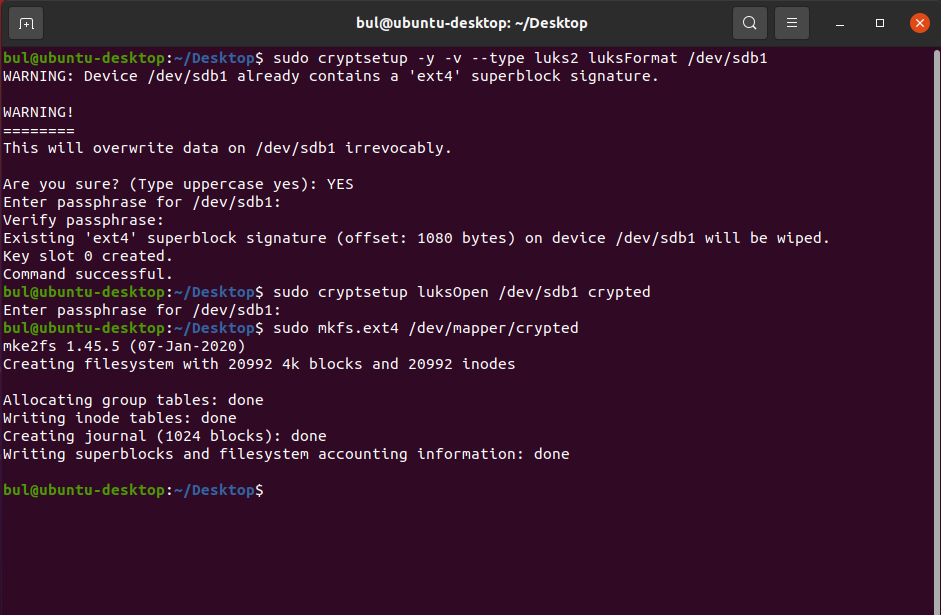 bul@ubuntu-desktop: ~/Desktop
bul@ubuntu-desktop:~/Desktop$ sudo cryptsetup -y -v --type luks2 luksFormat /dev/sdb1
WARNING: Device /dev/sdb1 already contains a 'ext4' superblock signature.
WARNING!
========
This will overwrite data on /dev/sdb1 irrevocably.
Are you sure? (Type uppercase yes): YES
Enter passphrase for /dev/sdb1:
Verify passphrase:
Existing 'ext4' superblock signature (offset: 1080 bytes) on device /dev/sdb1 will be wiped.
Key slot 0 created.
Command successful.
bul@ubuntu-desktop:~/Desktop$ sudo cryptsetup luksOpen /dev/sdb1 crypted
Enter passphrase for /dev/sdb1:
bul@ubuntu-desktop:~/Desktop$ sudo mkfs.ext4 /dev/mapper/crypted
mke2fs 1.45.5 (07-Jan-2020)
Creating filesystem with 20992 4k blocks and 20992 inodes
Allocating group tables: done
Writing inode tables: done
Creating journal (1024 blocks): done
Writing superblocks and filesystem accounting information: done
bul@ubuntu-desktop:~/Desktop$